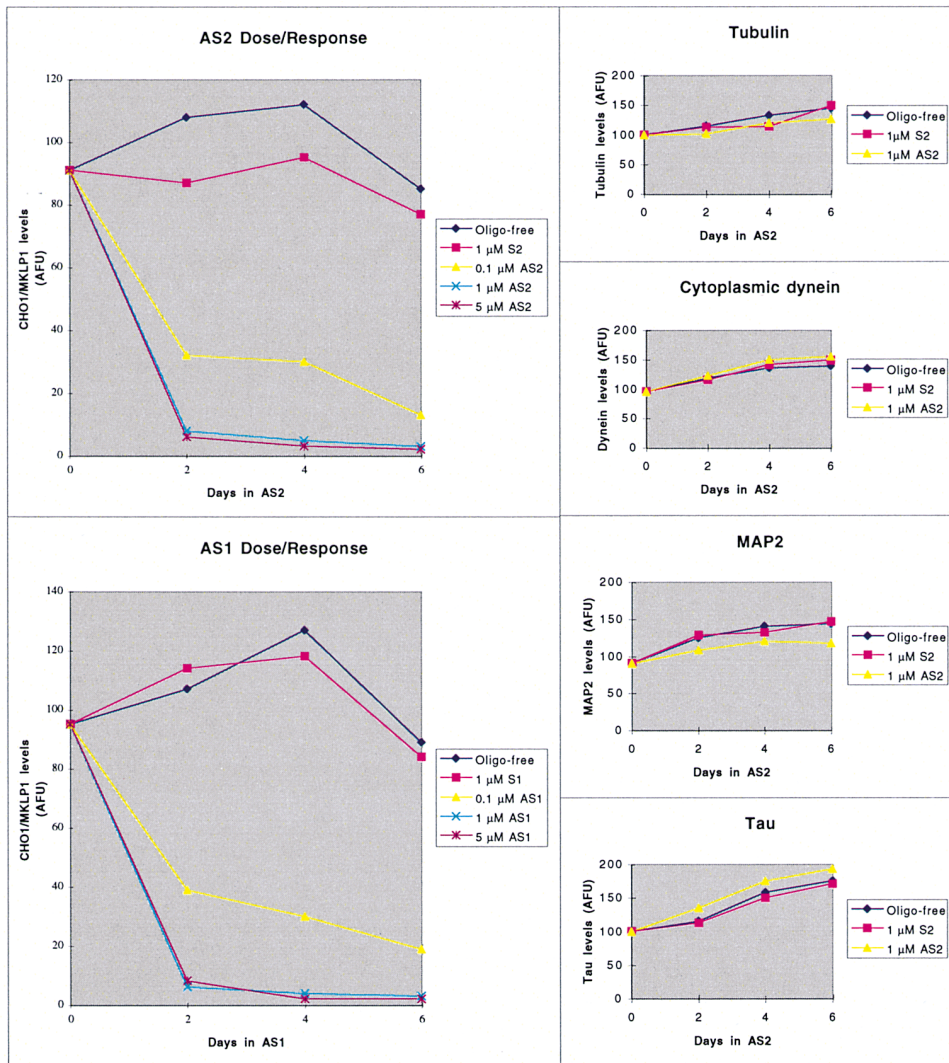 AS2 Dose/Response
120
100
80
60
40
20
0
CHO1/MKLP1 levels
(AFU)
0 2 4 6
Days in AS2
Oligo-free
1 µM S2
0.1 µM AS2
1 µM AS2
5 µM AS2
AS1 Dose/Response
140
120
100
80
60
40
20
0
CHO1/MKLP1 levels
(AFU)
0 2 4 6
Days in AS1
Oligo-free
1 µM S1
0.1 µM AS1
1 µM AS1
5 µM AS1
Tubulin
200
150
100
50
0
Tubulin levels (AFU)
0 2 4 6
Days in AS2
Oligo-free
1µM S2
1µM AS2
Cytoplasmic dynein
200
150
100
50
0
Dynein levels (AFU)
0 2 4 6
Days in AS2
Oligo-free
1 µM S2
1 µM AS2
MAP2
200
150
100
50
0
MAP2 levels (AFU)
0 2 4 6
Days in AS2
Oligo-free
1 µM S2
1 µM AS2
Tau
200
150
100
50
0
Tau levels (AFU)
0 2 4 6
Days in AS2
Oligo-free
1 µM S2
1 µM AS2